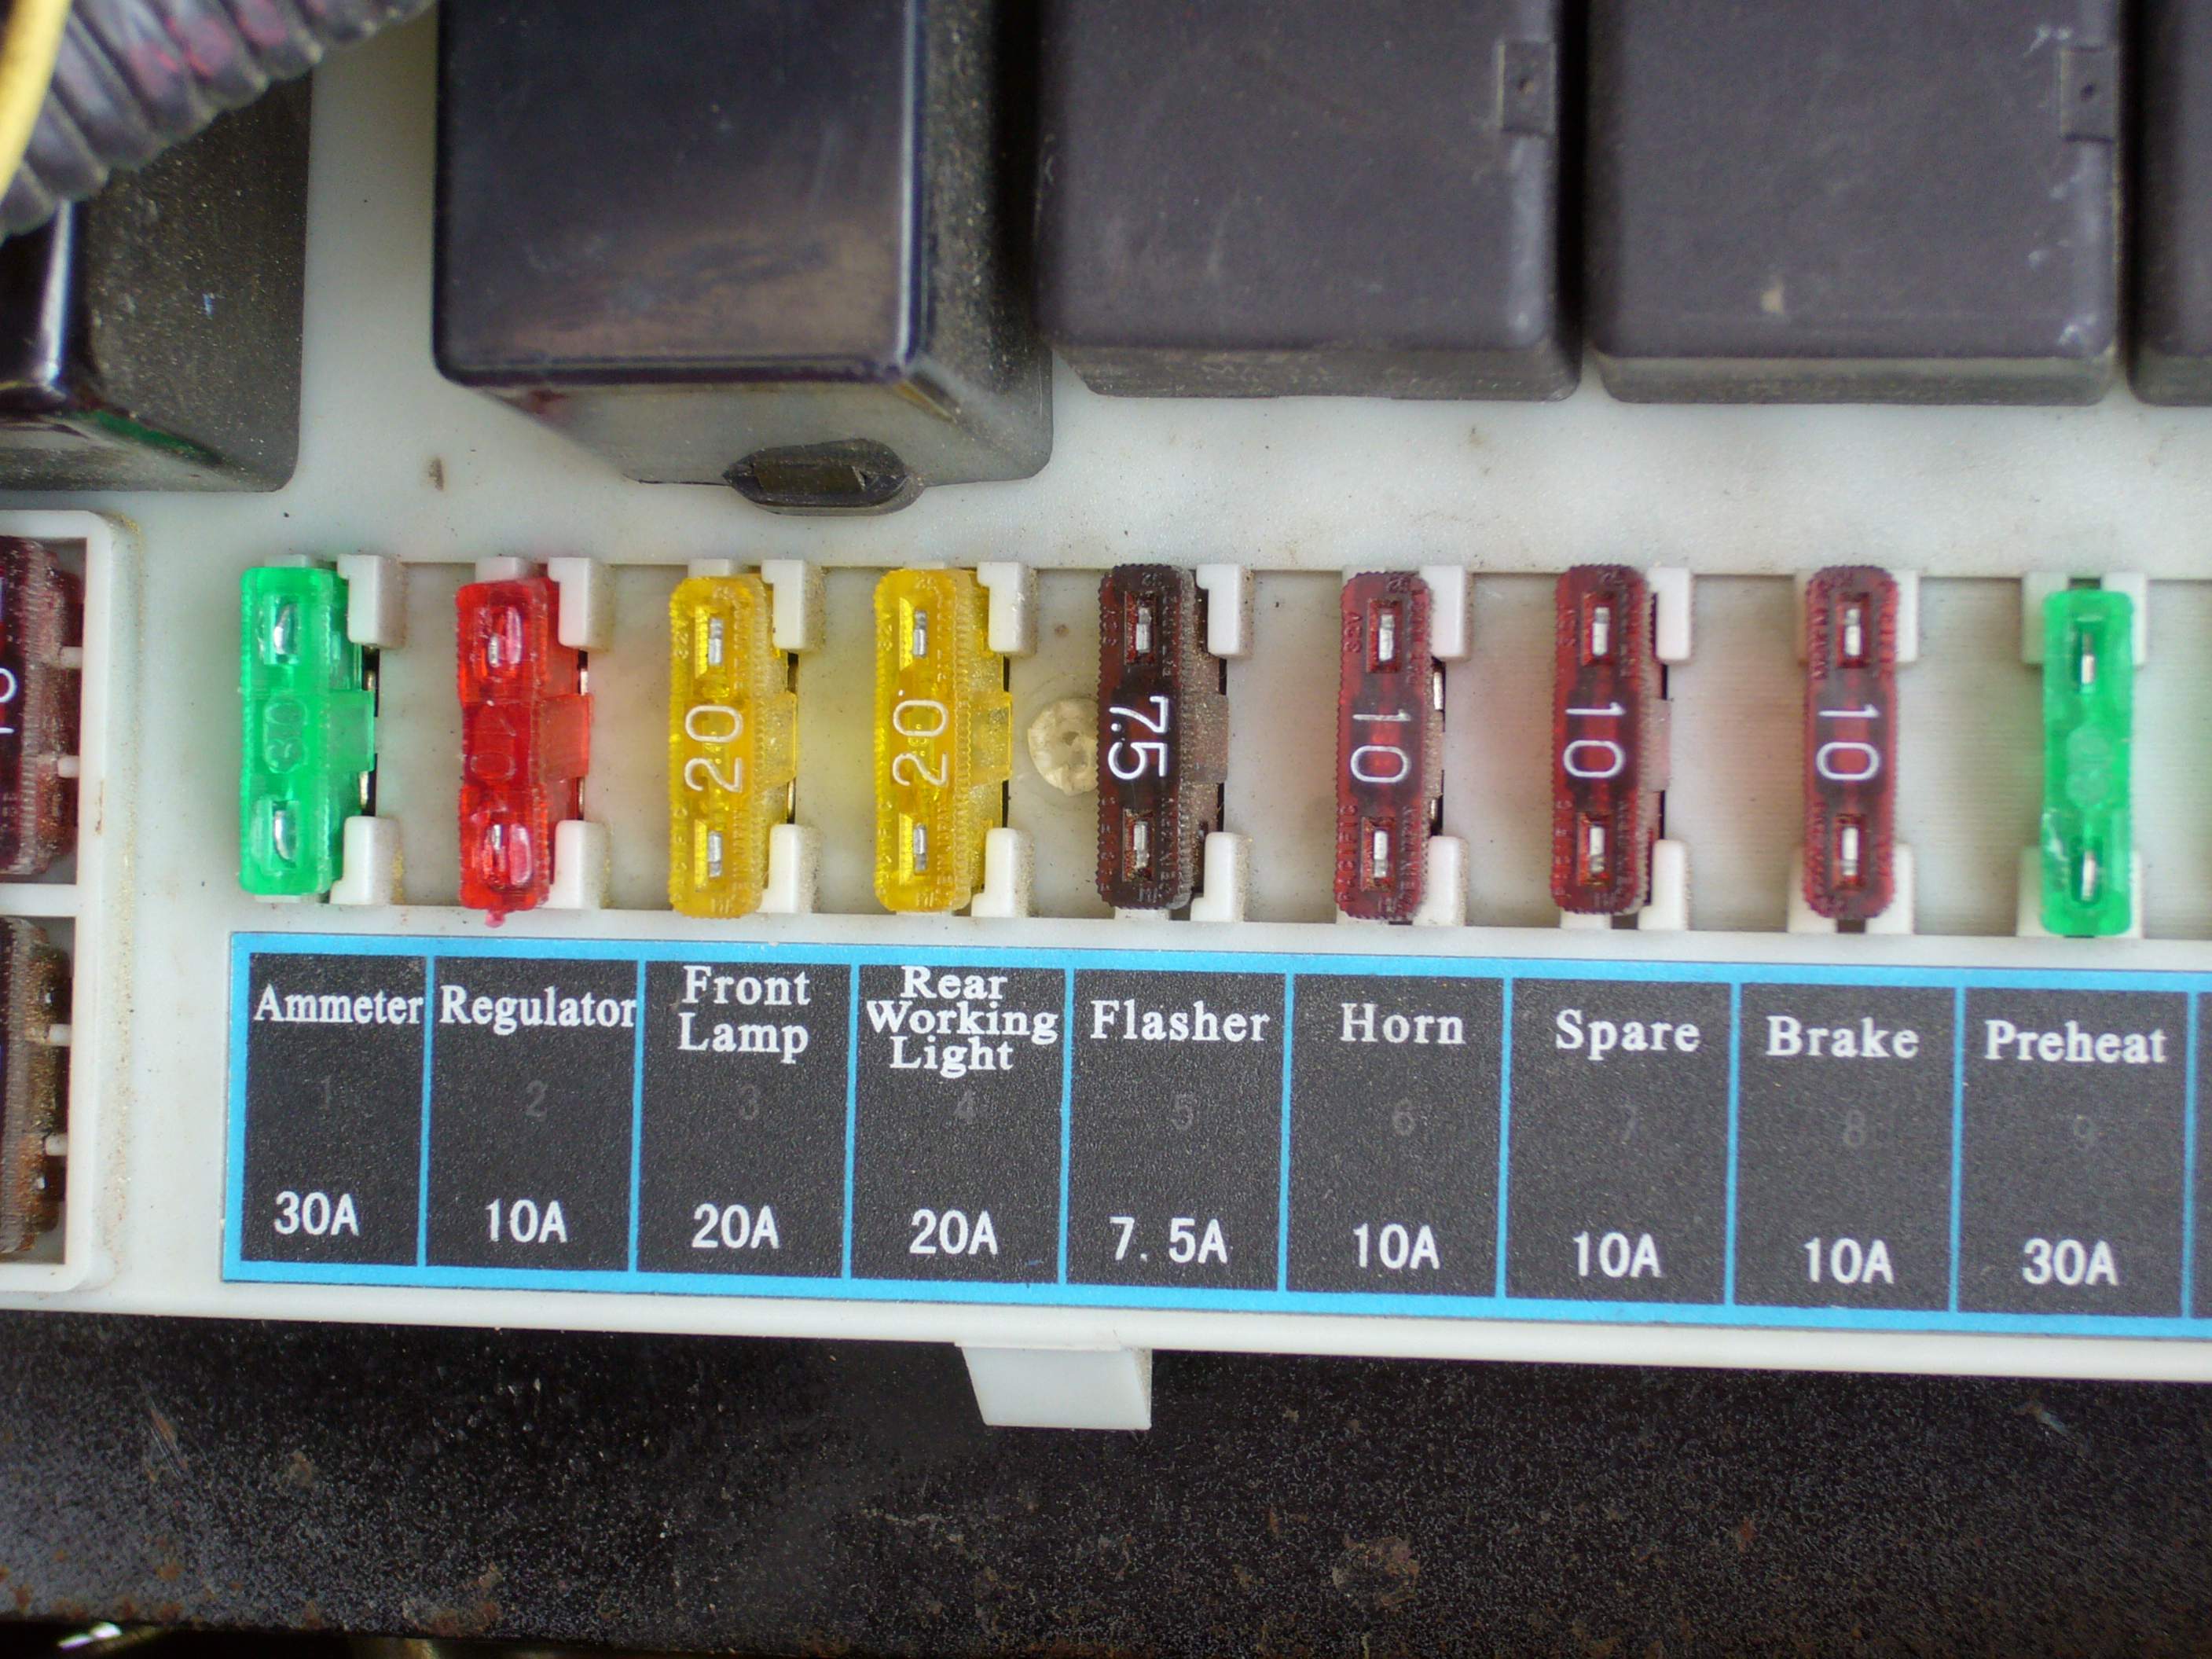 30
10
20
20
7.5
10
10
10
Ammeter
1
30A
Regulator
2
10A
Front
Lamp
3
20A
Rear
Working
Light
4
20A
Flasher
5
7.5A
Horn
6
10A
Spare
7
10A
Brake
8
10A
Preheat
9
30A